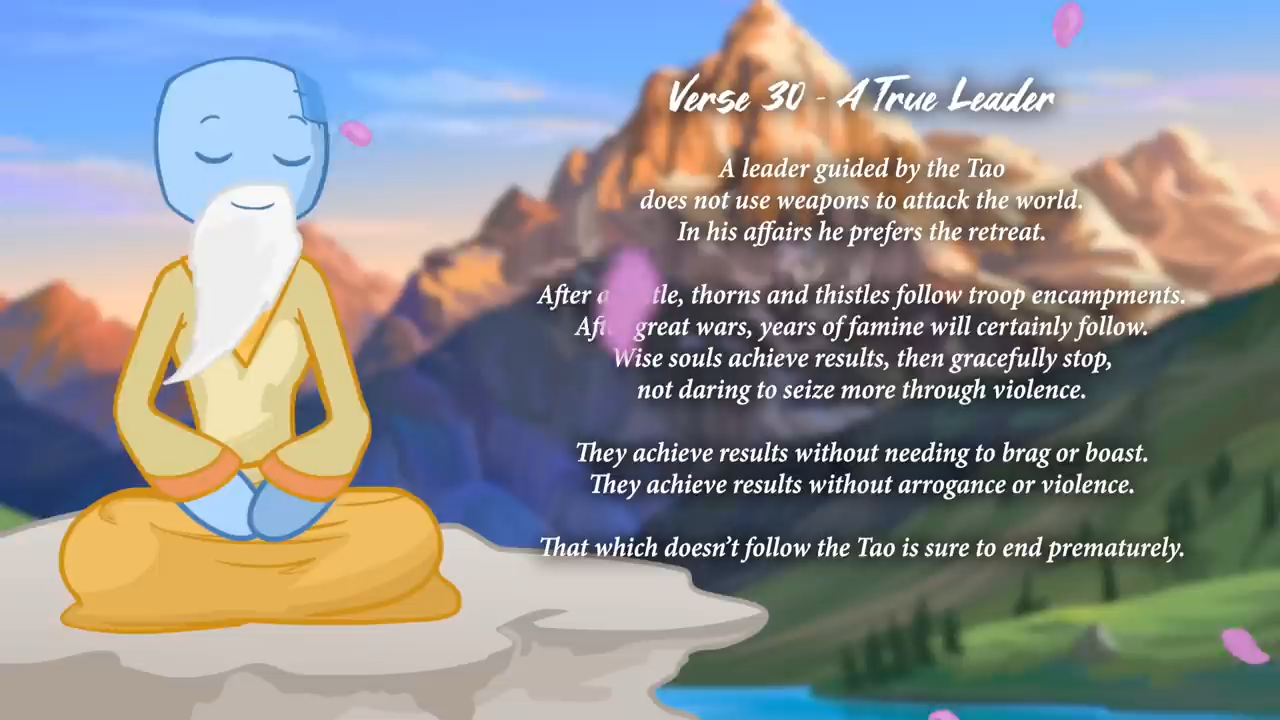 Verse 30 - A True Leader
A leader guided by the Tao
does not use weapons to attack the world.
In his affairs he prefers the retreat.
After thorns and thistles follow troop encampments.
great wars, years of famine will certainly follow.
Wise souls achieve results, then gracefully stop,
not daring to seize more through violence.
They achieve results without needing to brag or boast.
They achieve results without arrogance or violence.
That which doesn't follow the Tao is sure to end prematurely.